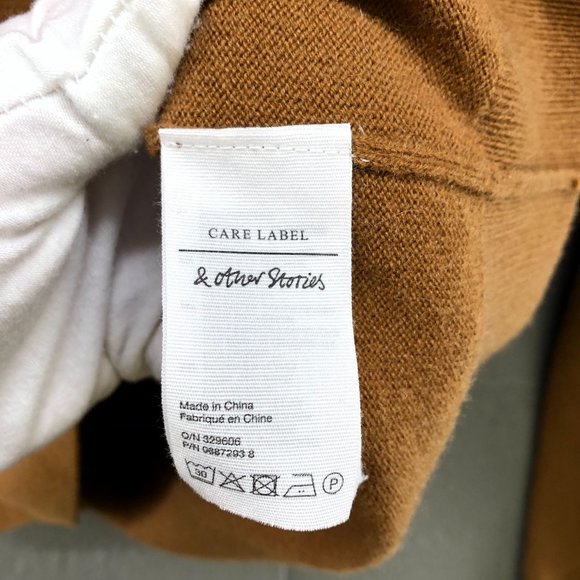 CARE LABEL
& other Stories
Made in China
Fabriqué en Chine
O/N 329606
P/N 0887293 8
30 P